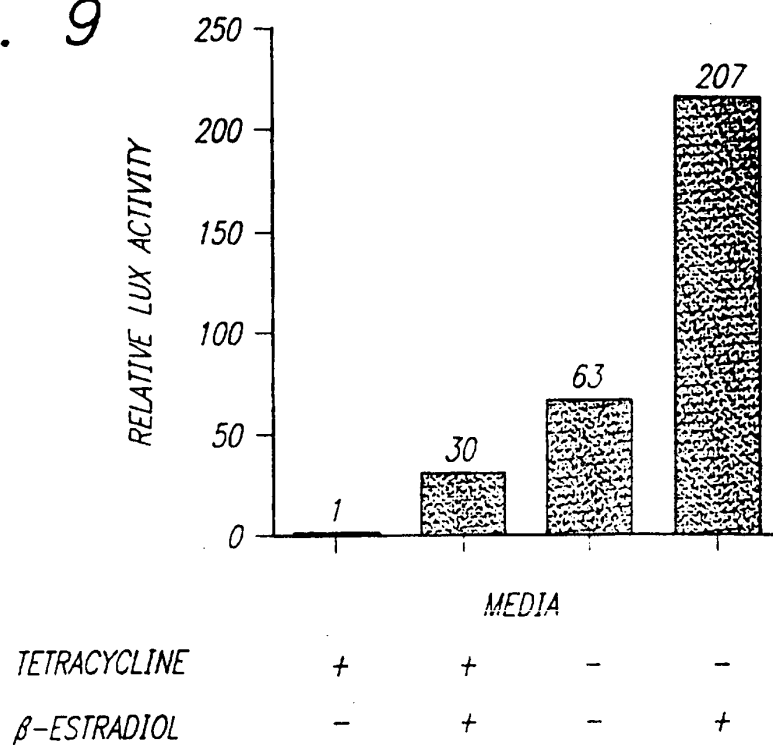 . 9
250
200
150
100
50
0
RELATIVE LUX ACTIVITY
1
30
63
207
MEDIA
TETRACYCLINE + + - -
β-ESTRADIOL - + - +